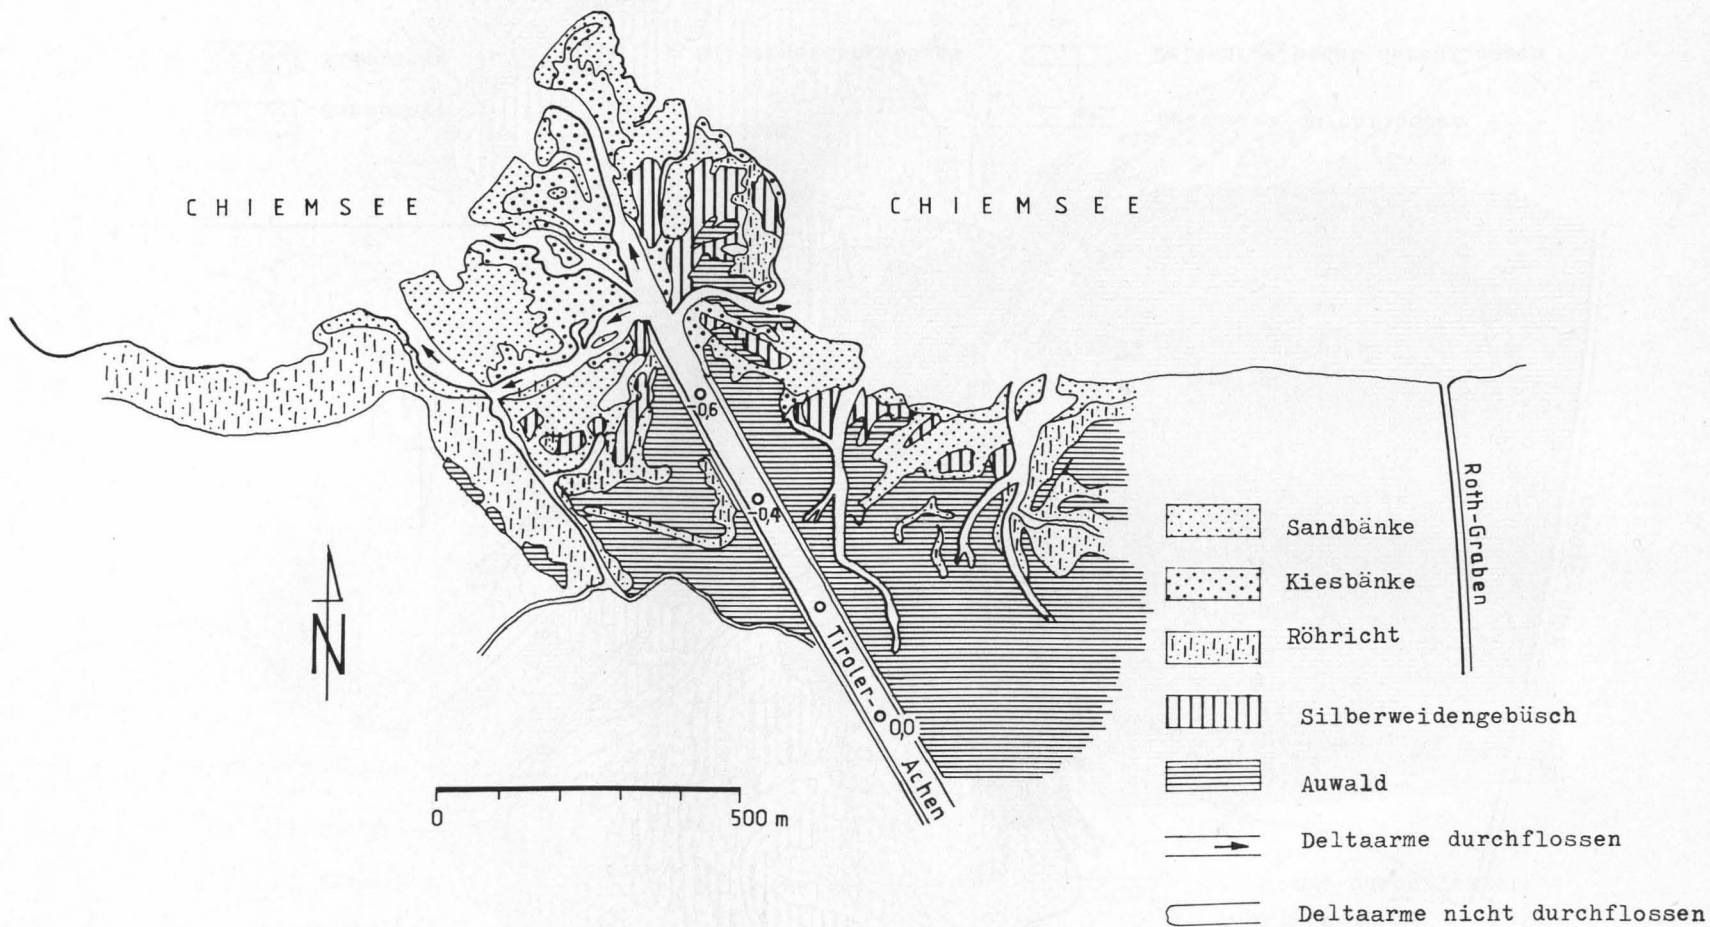 CHIEMSEE
CHIEMSEE
-0,6
-0,4
Tiroler-
0,0
Achen
Roth-Graben
N
0 500 m
Sandbänke
Kiesbänke
Röhricht
Silberweidengebüsch
Auwald
Deltaarme durchflossen
Deltaarme nicht durchflossen